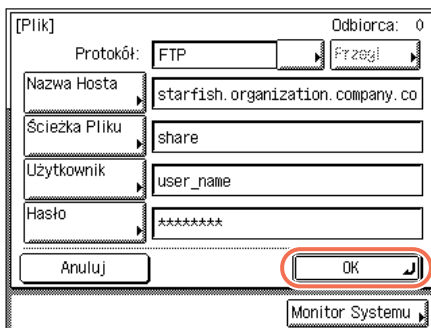 [Plik] Odbiorca: 0
Protokół: FTP Przegl
Nazwa Hosta starfish.organization.company.co
Ścieżka Pliku share
Użytkownik user_name
Hasło ********
Anuluj OK
Monitor Systemu